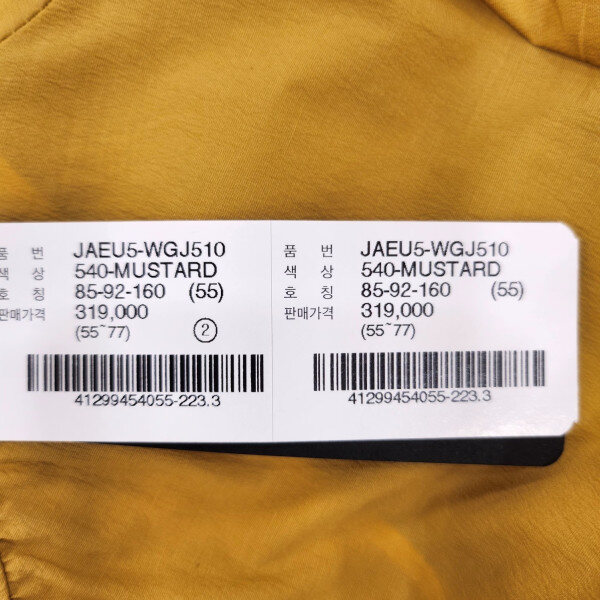 품 번 JAEU5-WGJ510
색 상 540-MUSTARD
호 칭 85-92-160 (55)
판매가격 319,000
(55~77) 2
41299454055-223.3
품 번 JAEU5-WGJ510
색 상 540-MUSTARD
호 칭 85-92-160 (55)
판매가격 319,000
(55~77)
41299454055-223.3